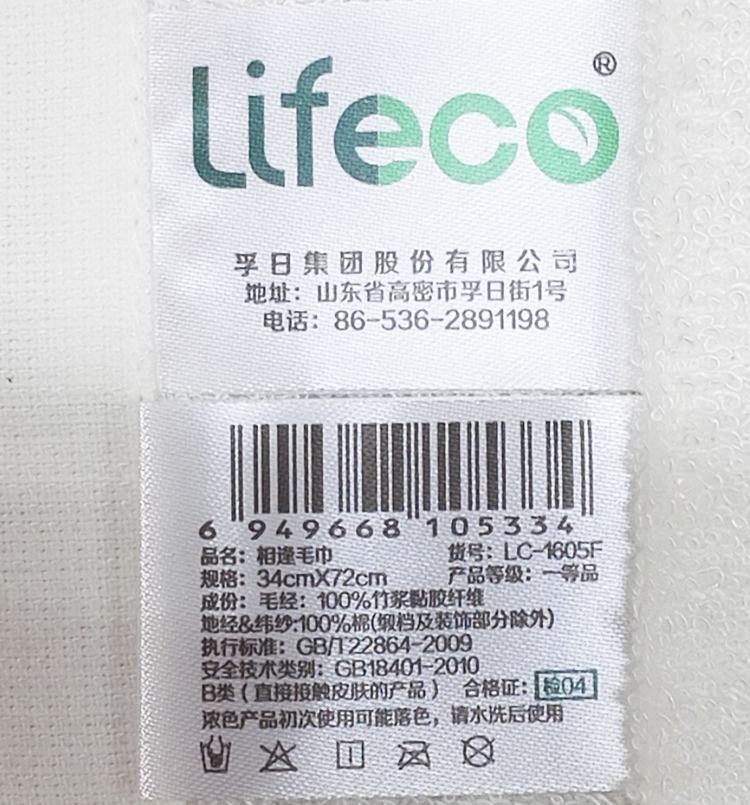 Lifeco®
孚日集团股份有限公司
地址：山东省高密市孚日街1号
电话：86-536-2891198
6 949668 105334
品名：相逢毛巾 货号：LC-1605F
规格：34cmX72cm 产品等级：一等品
成份：毛经：100%竹浆黏胶纤维
地经&纬纱:100%棉(缎档及装饰部分除外)
执行标准：GB/T22864-2009
安全技术类别：GB18401-2010
B类（直接接触皮肤的产品） 合格证：检04
浓色产品初次使用可能落色，请水洗后使用